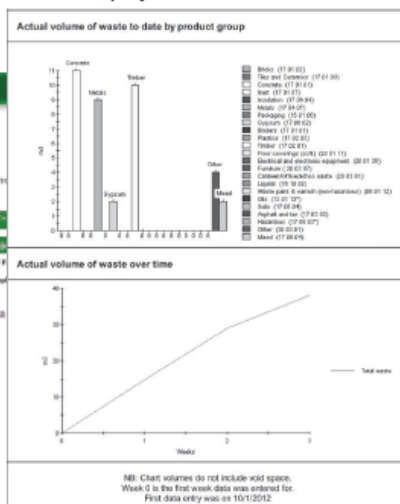 Actual volume of waste to date by product group
Concrete
Metals
Gypsum
Timber
Other
Mixed
m3
Bricks (17 01 02)
Tiles and Ceramics (17 01 03)
Concrete (17 01 01)
Inert (17 01 07)
Insulation (17 06 04)
Metals (17 04 07)
Packaging (15 01 06)
Gypsum (17 08 02)
Binders (17 01 01)
Plastics (17 02 03)
Timber (17 02 01)
Floor coverings (soft) (20 01 11)
Electrical and electronic equipment (20 01 36)
Furniture (20 03 07)
Canteen/Office/Adhoc waste (20 03 01)
Liquids (16 10 02)
Oils (13 01 13*)
Soils (17 05 04)
Asphalt and tar (17 03 02)
Hazardous (17 09 03*)
Other (20 03 01)
Mixed (17 09 04)
Actual volume of waste over time
40
30
20
10
0
m3
0 1 2 3
Weeks
Total waste
NB: Chart volumes do not include void space.
Week 0 is the first week data was entered for.
First data entry was on 10/1/2012